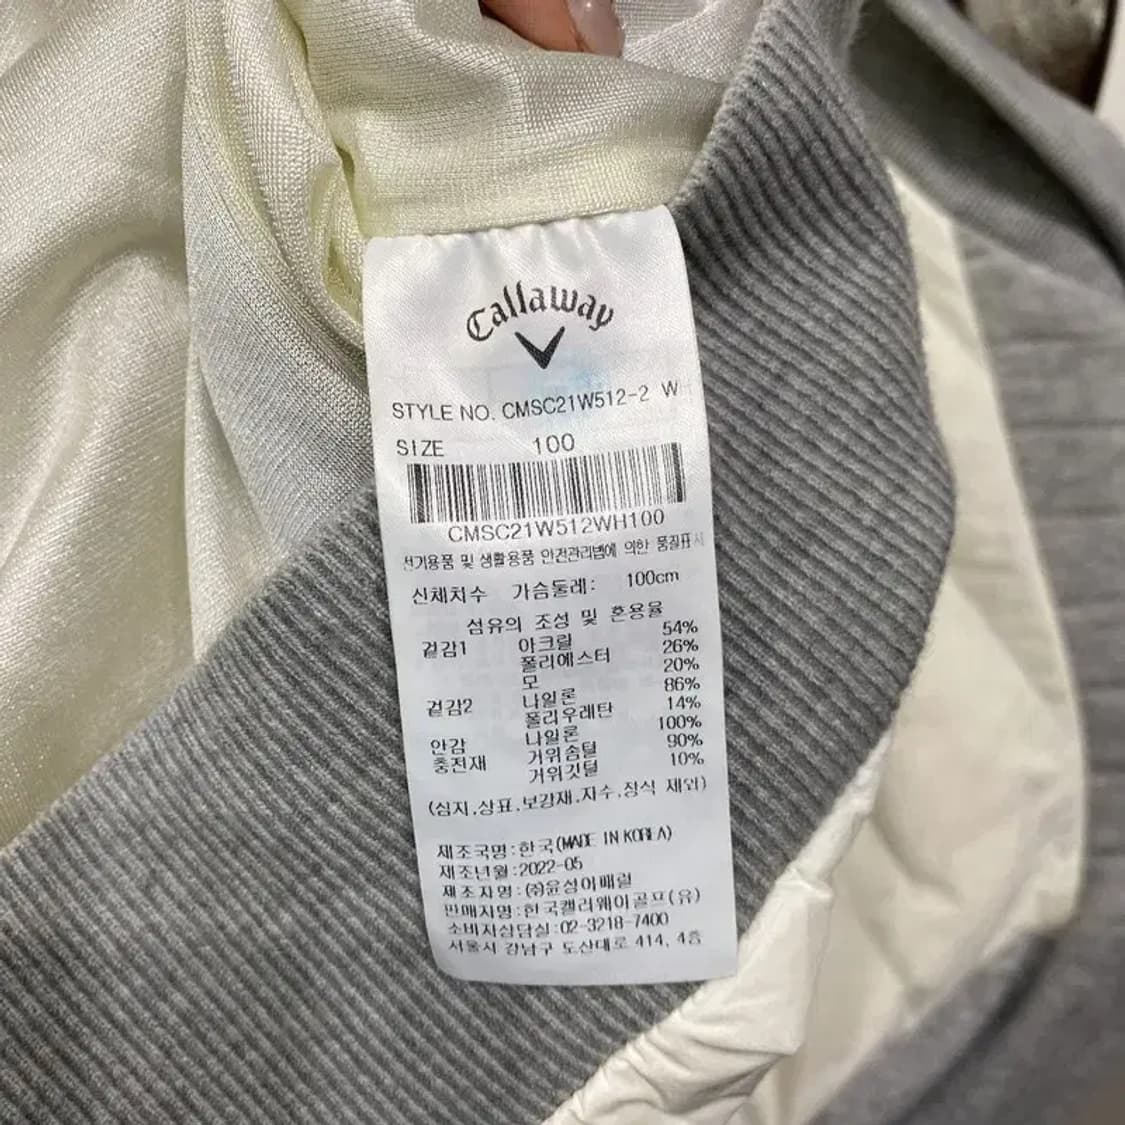 Callaway
STYLE NO. CMSC21W512-2 W
SIZE 100
CMSC21W512WH100
전기용품 및 생활용품 안전관리법에 의한 품질표시
신체치수 가슴둘레: 100cm
섬유의 조성 및 혼용율
겉감1 아크릴 54%
폴리에스터 26%
모 20%
겉감2 나일론 86%
폴리우레탄 14%
안감 나일론 100%
충전재 거위솜털 90%
거위깃털 10%
(심지,상표,보강재,자수,장식 제외)
제조국명:한국(MADE IN KOREA)
제조년월:2022-05
제조자명:(주)윤성어패럴
판매자명:한국캘러웨이골프(유)
소비자상담실:02-3218-7400
서울시 강남구 도산대로 414, 4층